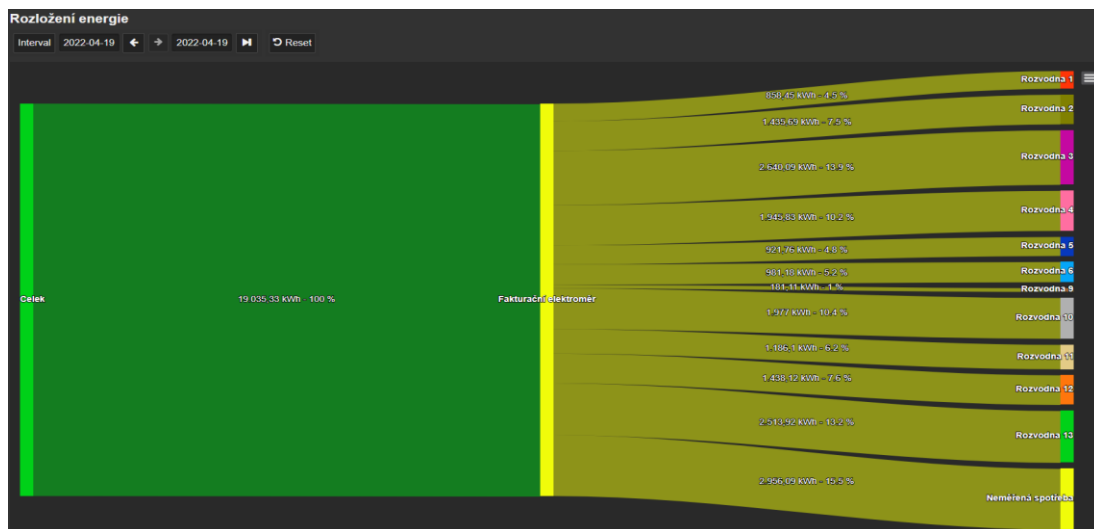 Rozložení energie
Interval 2022-04-19 2022-04-19 Reset
Rozvodna 1
858,45 kWh - 4.5 %
Rozvodna 2
1.435,69 kWh - 7.5 %
Rozvodna 3
2.640,09 kWh - 13.9 %
Rozvodna 4
1.945,83 kWh - 10.2 %
Rozvodna 5
921,76 kWh - 4.8 %
Rozvodna 6
981,18 kWh - 5.2 %
Rozvodna 9
181,11 kWh - 1 %
Celek 19 035,33 kWh 100 % Fakturační elektroměr
1.977 kWh - 10.4 %
Rozvodna 10
1.186,1 kWh - 6.2 %
Rozvodna 11
1.438,12 kWh - 7.6 %
Rozvodna 12
2.513,92 kWh - 13.2 %
Rozvodna 13
2.956,09 kWh - 15.5 %
Neměřená spotřeba